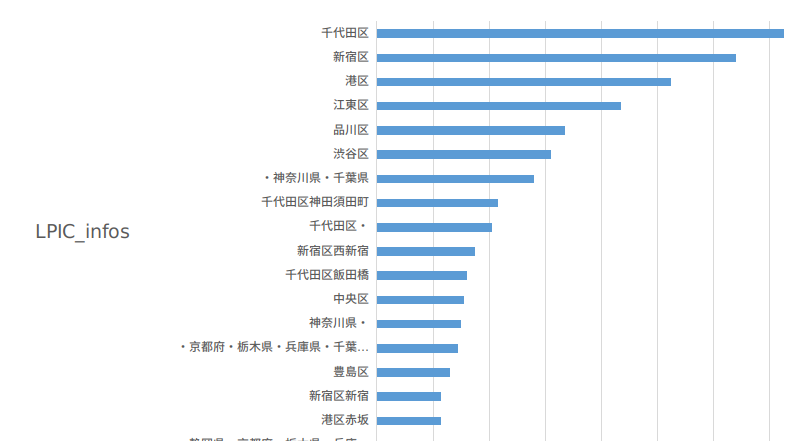 千代田区
新宿区
港区
江東区
品川区
渋谷区
・神奈川県・千葉県
千代田区神田須田町
千代田区・
LPIC_infos
新宿区西新宿
千代田区飯田橋
中央区
神奈川県・
・京都府・栃木県・兵庫県・千葉…
豊島区
新宿区新宿
港区赤坂